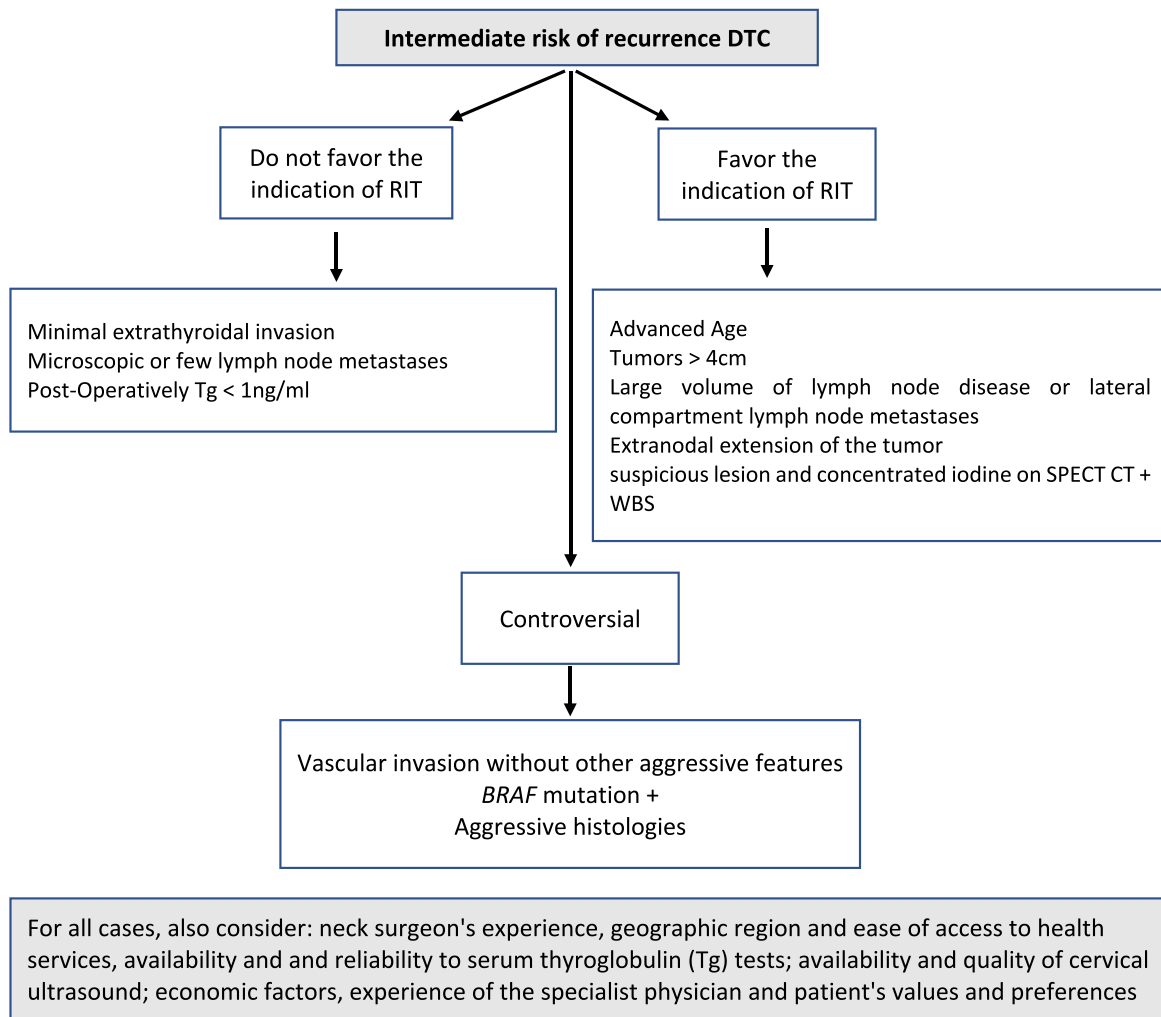 Intermediate risk of recurrence DTC
Do not favor the
indication of RIT
Favor the
indication of RIT
Minimal extrathyroidal invasion
Microscopic or few lymph node metastases
Post-Operatively Tg < 1ng/ml
Advanced Age
Tumors > 4cm
Large volume of lymph node disease or lateral
compartment lymph node metastases
Extranodal extension of the tumor
suspicious lesion and concentrated iodine on SPECT CT +
WBS
Controversial
Vascular invasion without other aggressive features
BRAF mutation +
Aggressive histologies
For all cases, also consider: neck surgeon's experience, geographic region and ease of access to health
services, availability and and reliability to serum thyroglobulin (Tg) tests; availability and quality of cervical
ultrasound; economic factors, experience of the specialist physician and patient's values and preferences